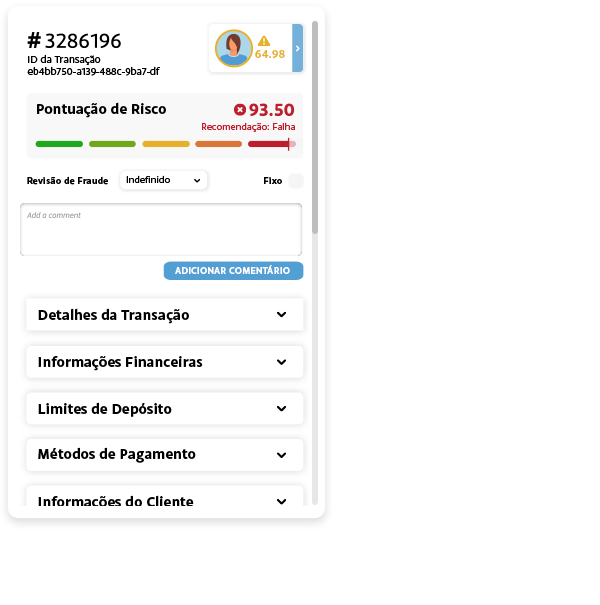 # 3286196
ID da Transação
eb4bb750-a139-488c-9ba7-df
64.98
Pontuação de Risco
93.50
Recomendação: Falha
Revisão de Fraude
Indefinido
Fixo
Add a comment
ADICIONAR COMENTÁRIO
Detalhes da Transação
Informações Financeiras
Limites de Depósito
Métodos de Pagamento
Informações do Cliente